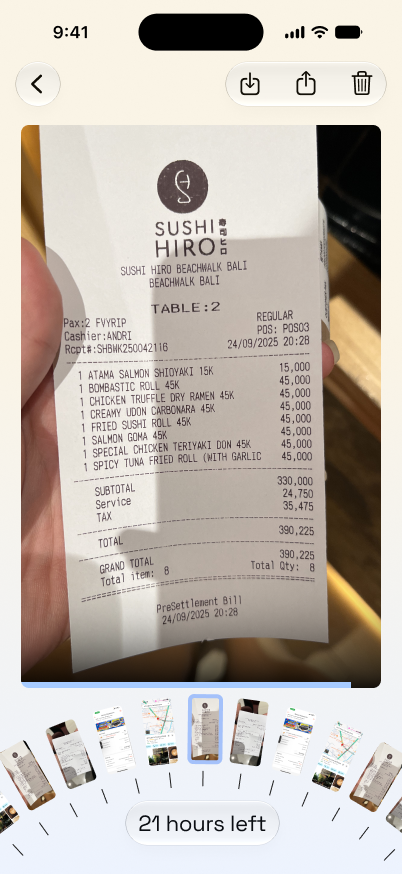 9:41
SUSHI
HIRO
SUSHI HIRO BEACHWALK BALI
BEACHWALK BALI
TABLE:2
Pax:2 FVYRIP
REGULAR
Cashier:ANDRI
POS: POS03
Rcpt#:SHBWK250042116
24/09/2025 20:28
1 ATAMA SALMON SHIOYAKI 15K 15,000
1 BOMBASTIC ROLL 45K 45,000
1 CHICKEN TRUFFLE DRY RAMEN 45K 45,000
1 CREAMY UDON CARBONARA 45K 45,000
1 FRIED SUSHI ROLL 45K 45,000
1 SALMON GOMA 45K 45,000
1 SPECIAL CHICKEN TERIYAKI DON 45K 45,000
1 SPICY TUNA FRIED ROLL (WITH GARLIC 45,000
SUBTOTAL 330,000
Service 24,750
TAX 35,475
TOTAL 390,225
GRAND TOTAL 390,225
Total item: 8 Total Qty: 8
PreSettlement Bill
24/09/2025 20:28
21 hours left